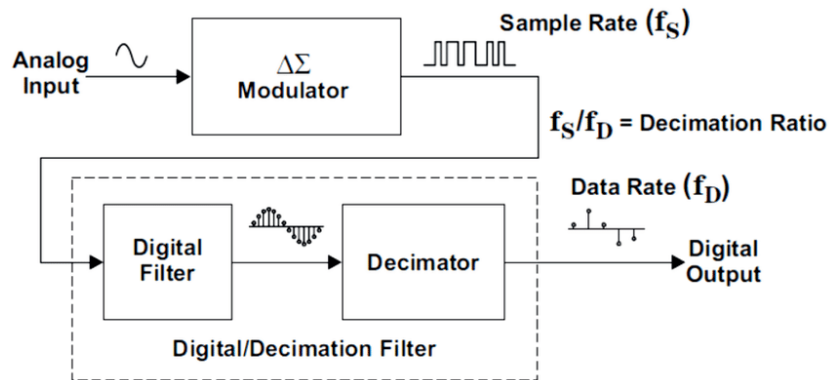 Sample Rate (fS)
Analog
Input
ΔΣ
Modulator
fS/fD = Decimation Ratio
Data Rate (fD)
Digital
Filter
Decimator
Digital
Output
Digital/Decimation Filter